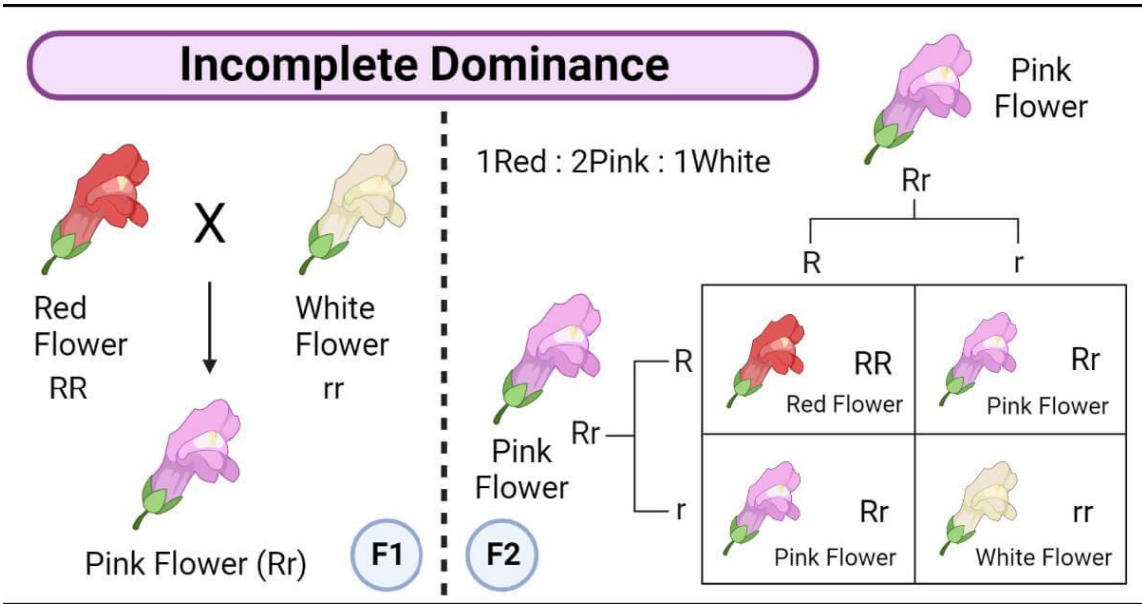 Incomplete Dominance
X
Red
Flower
RR
White
Flower
rr
Pink Flower (Rr)
F1
1Red : 2Pink : 1White
Pink
Flower
Rr
R
r
Pink
Flower
Rr
R
r
RR
Red Flower
Rr
Pink Flower
Rr
Pink Flower
rr
White Flower
F2